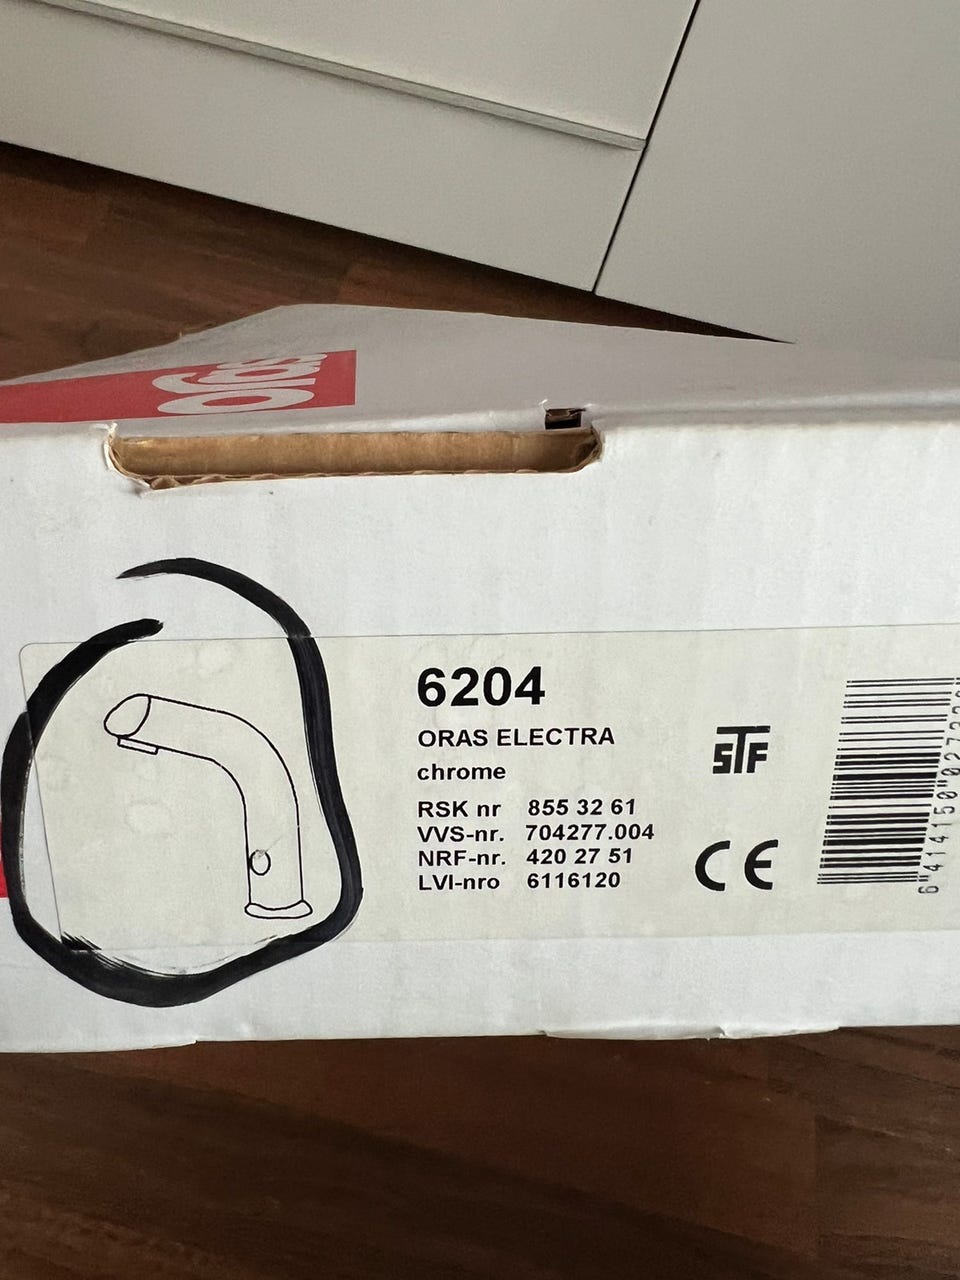 oras
6204
ORAS ELECTRA
chrome
RSK nr 855 32 61
VVS-nr. 704277.004
NRF-nr. 420 27 51
LVI-nro 6116120
STF
CE